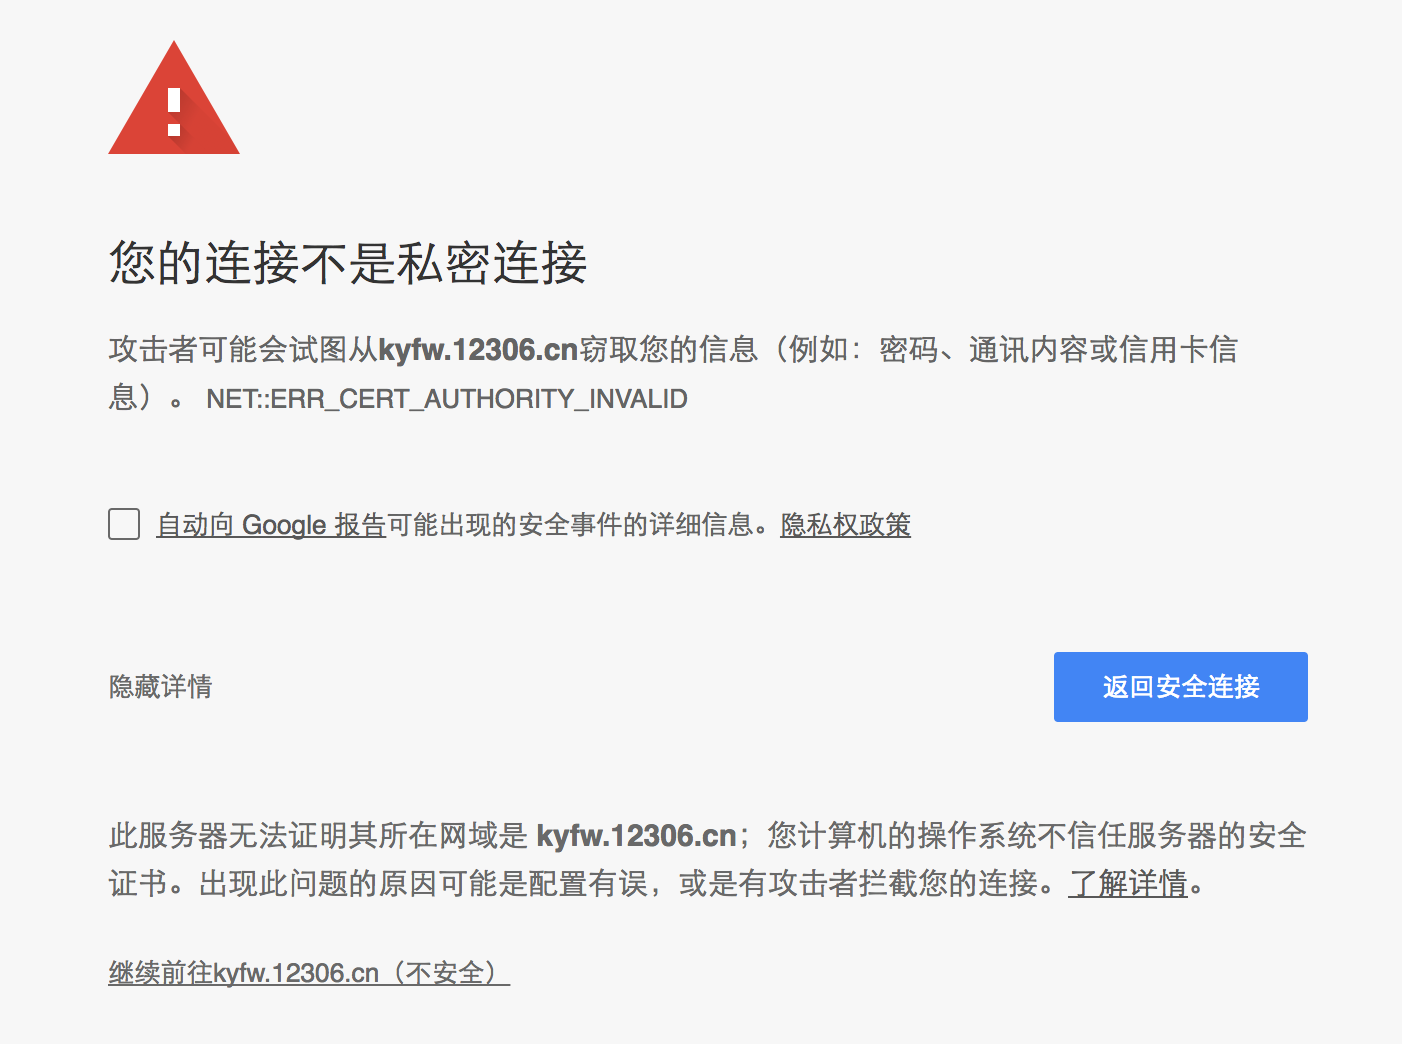 您的连接不是私密连接
攻击者可能会试图从kyfw.12306.cn窃取您的信息（例如：密码、通讯内容或信用卡信
息）。 NET::ERR_CERT_AUTHORITY_INVALID
自动向 Google 报告可能出现的安全事件的详细信息。隐私权政策
隐藏详情
返回安全连接
此服务器无法证明其所在网域是 kyfw.12306.cn；您计算机的操作系统不信任服务器的安全
证书。出现此问题的原因可能是配置有误，或是有攻击者拦截您的连接。了解详情。
继续前往kyfw.12306.cn（不安全）